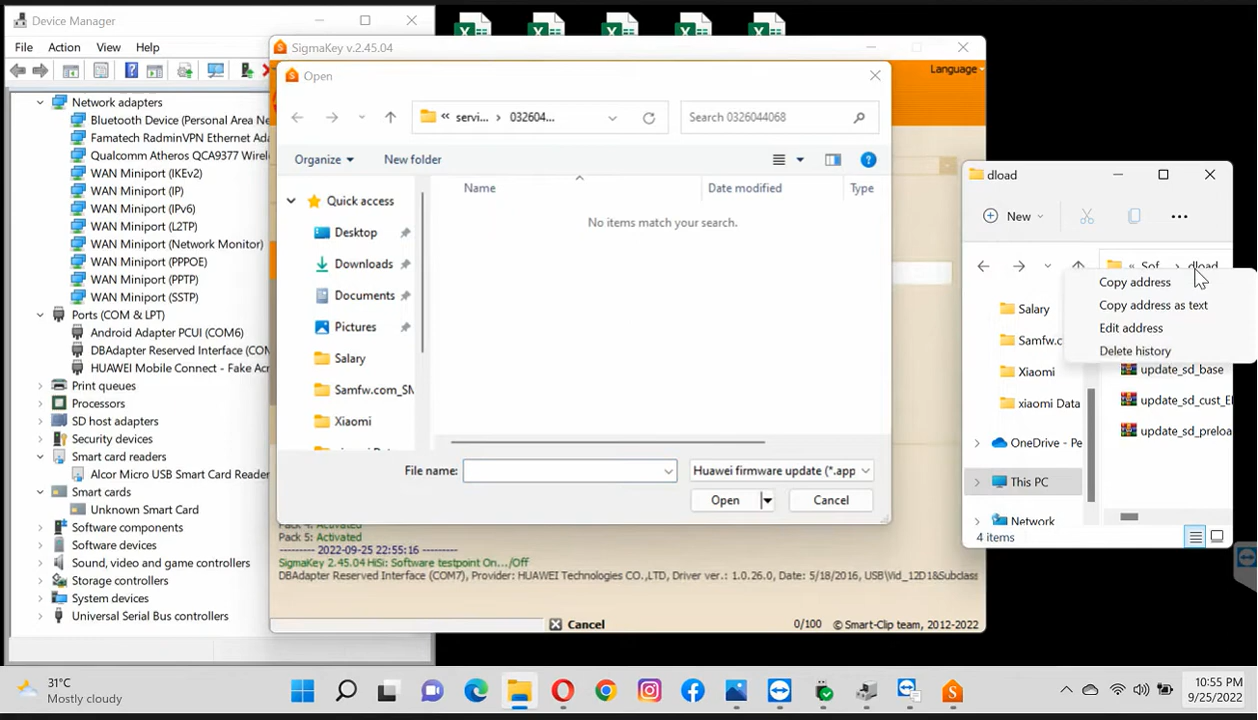 Device Manager
File Action View Help
Network adapters
Bluetooth Device (Personal Area Ne
Famatech RadminVPN Ethernet Ada
Qualcomm Atheros QCA9377 Wirel
WAN Miniport (IKEv2)
WAN Miniport (IP)
WAN Miniport (IPv6)
WAN Miniport (L2TP)
WAN Miniport (Network Monitor)
WAN Miniport (PPPOE)
WAN Miniport (PPTP)
WAN Miniport (SSTP)
Ports (COM & LPT)
Android Adapter PCUI (COM6)
DBAdapter Reserved Interface (CON
HUAWEI Mobile Connect - Fake Acr
Print queues
Processors
SD host adapters
Security devices
Smart card readers
Alcor Micro USB Smart Card Reader
Smart cards
Unknown Smart Card
Software components
Software devices
Sound, video and game controllers
Storage controllers
System devices
Universal Serial Bus controllers
SigmaKey v.2.45.04
Language
Open
« servi... › 032604...
Search 0326044068
Organize
New folder
Name
Date modified
Type
No items match your search.
Quick access
Desktop
Downloads
Documents
Pictures
Salary
Samfw.com_SM
Xiaomi
File name:
Huawei firmware update (*.app
Open
Cancel
Pack 5: Activated
--------- 2022-09-25 22:55:16 ---------
SigmaKey 2.45.04 HiSi: Software testpoint On.../Off
DBAdapter Reserved Interface (COM7), Provider: HUAWEI Technologies CO.,LTD, Driver ver.: 1.0.26.0, Date: 5/18/2016, USB\Vid_12D1&Subclass
Cancel
0/100
© Smart-Clip team, 2012-2022
dload
New
« Sof › dload
Copy address
Copy address as text
Edit address
Delete history
Salary
Samfw.c
Xiaomi
xiaomi Data
OneDrive - Pe
This PC
Network
update_sd_base
update_sd_cust_El
update_sd_preloa
4 items
31°C
Mostly cloudy
10:55 PM
9/25/2022